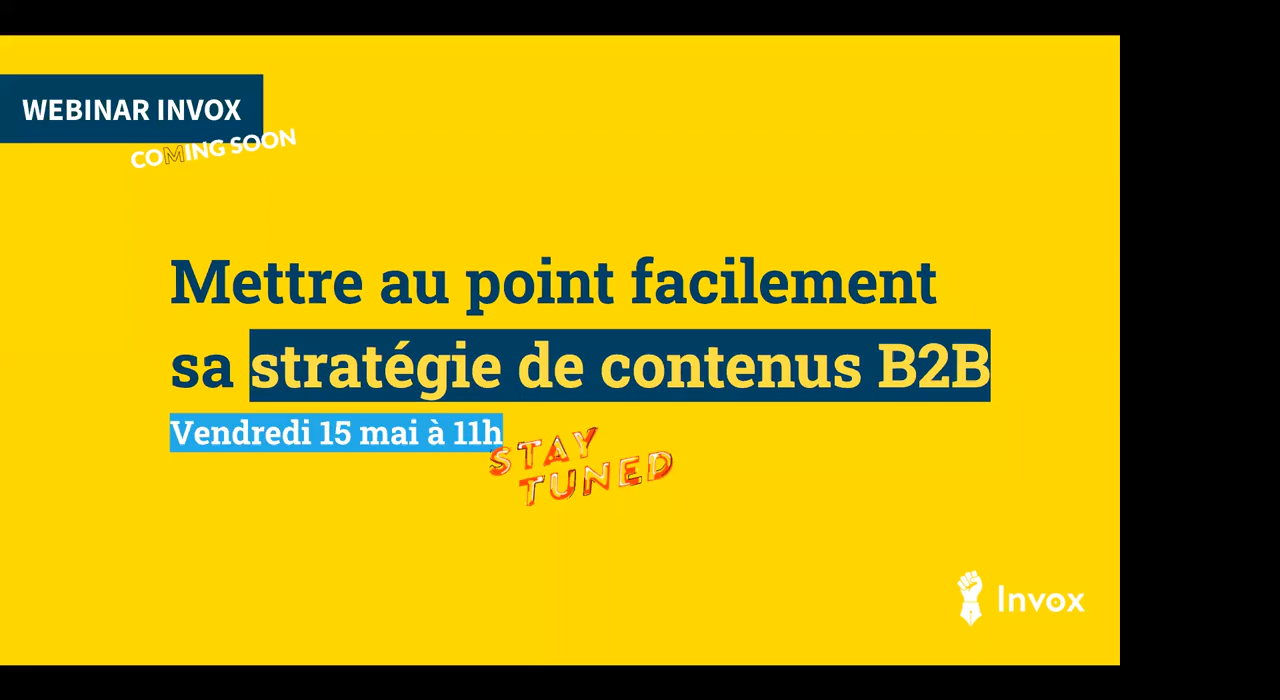 WEBINAR INVOX
COMING SOON
Mettre au point facilement
sa stratégie de contenus B2B
Vendredi 15 mai à 11h
STAY
TUNED
Invox